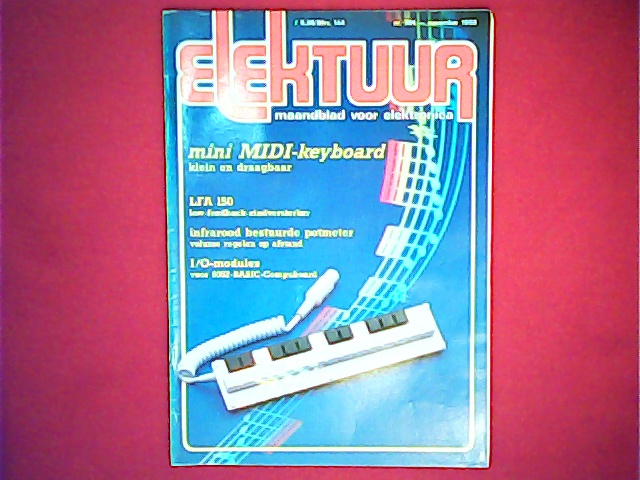 ELEKTUUR
maandblad voor elektronica
mini MIDI-keyboard
klein en draagbaar
LFA 150
low-feedback eindversterker
infrarood bestuurde potmeter
volume regelen op afstand
I/O-modules
voor 8052-BASIC-Compuboard